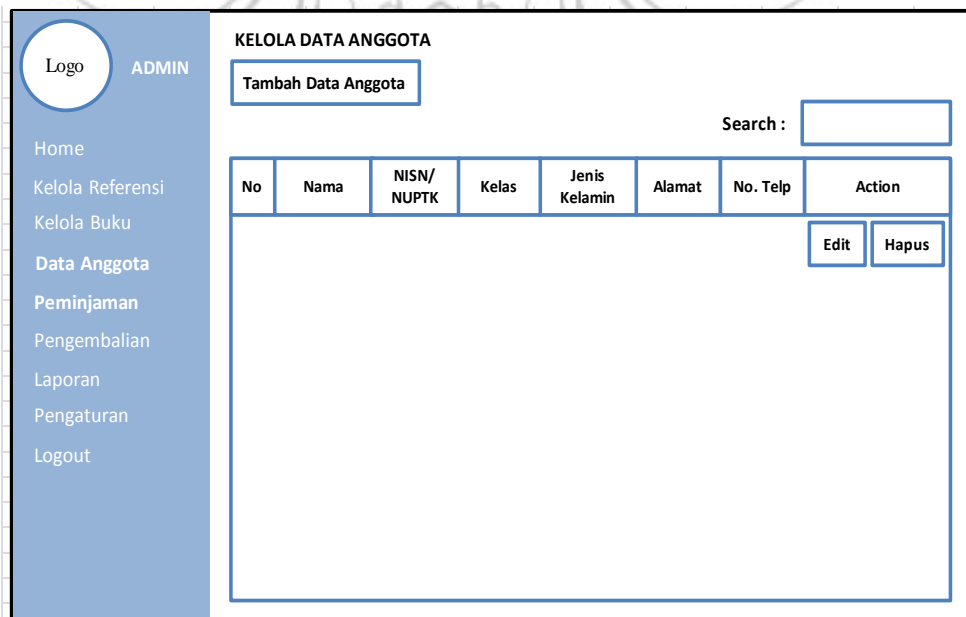 Logo
ADMIN
Home
Kelola Referensi
Kelola Buku
Data Anggota
Peminjaman
Pengembalian
Laporan
Pengaturan
Logout
KELOLA DATA ANGGOTA
Tambah Data Anggota
Search :
No
Nama
NISN/
NUPTK
Kelas
Jenis
Kelamin
Alamat
No. Telp
Action
Edit
Hapus